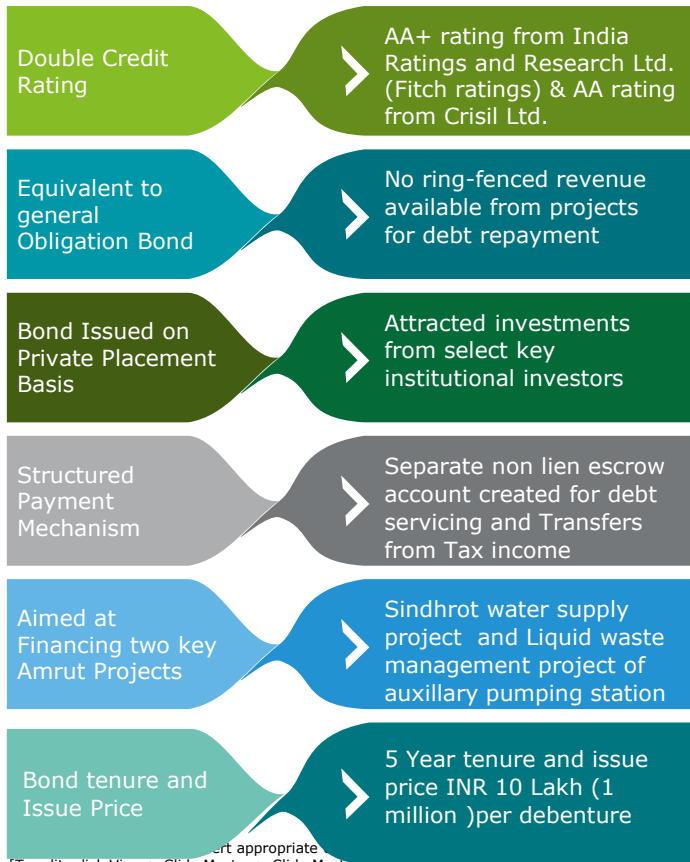 Double Credit
Rating
AA+ rating from India
Ratings and Research Ltd.
(Fitch ratings) & AA rating
from Crisil Ltd.
Equivalent to
general
Obligation Bond
No ring-fenced revenue
available from projects
for debt repayment
Bond Issued on
Private Placement
Basis
Attracted investments
from select key
institutional investors
Structured
Payment
Mechanism
Separate non lien escrow
account created for debt
servicing and Transfers
from Tax income
Aimed at
Financing two key
Amrut Projects
Sindhrot water supply
project and Liquid waste
management project of
auxillary pumping station
Bond tenure and
Issue Price
5 Year tenure and issue
price INR 10 Lakh (1
million )per debenture
appropriate